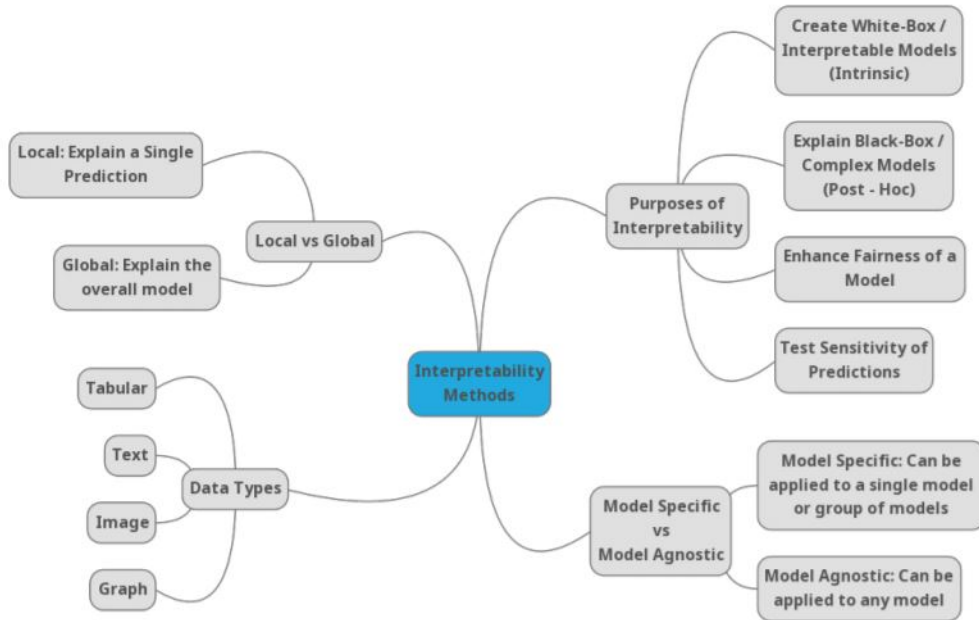 Create White-Box /
Interpretable Models
(Intrinsic)
Explain Black-Box /
Complex Models
(Post - Hoc)
Purposes of
Interpretability
Enhance Fairness of a
Model
Test Sensitivity of
Predictions
Local: Explain a Single
Prediction
Local vs Global
Global: Explain the
overall model
Interpretability
Methods
Tabular
Text
Data Types
Image
Graph
Model Specific
vs
Model Agnostic
Model Specific: Can be
applied to a single model
or group of models
Model Agnostic: Can be
applied to any model